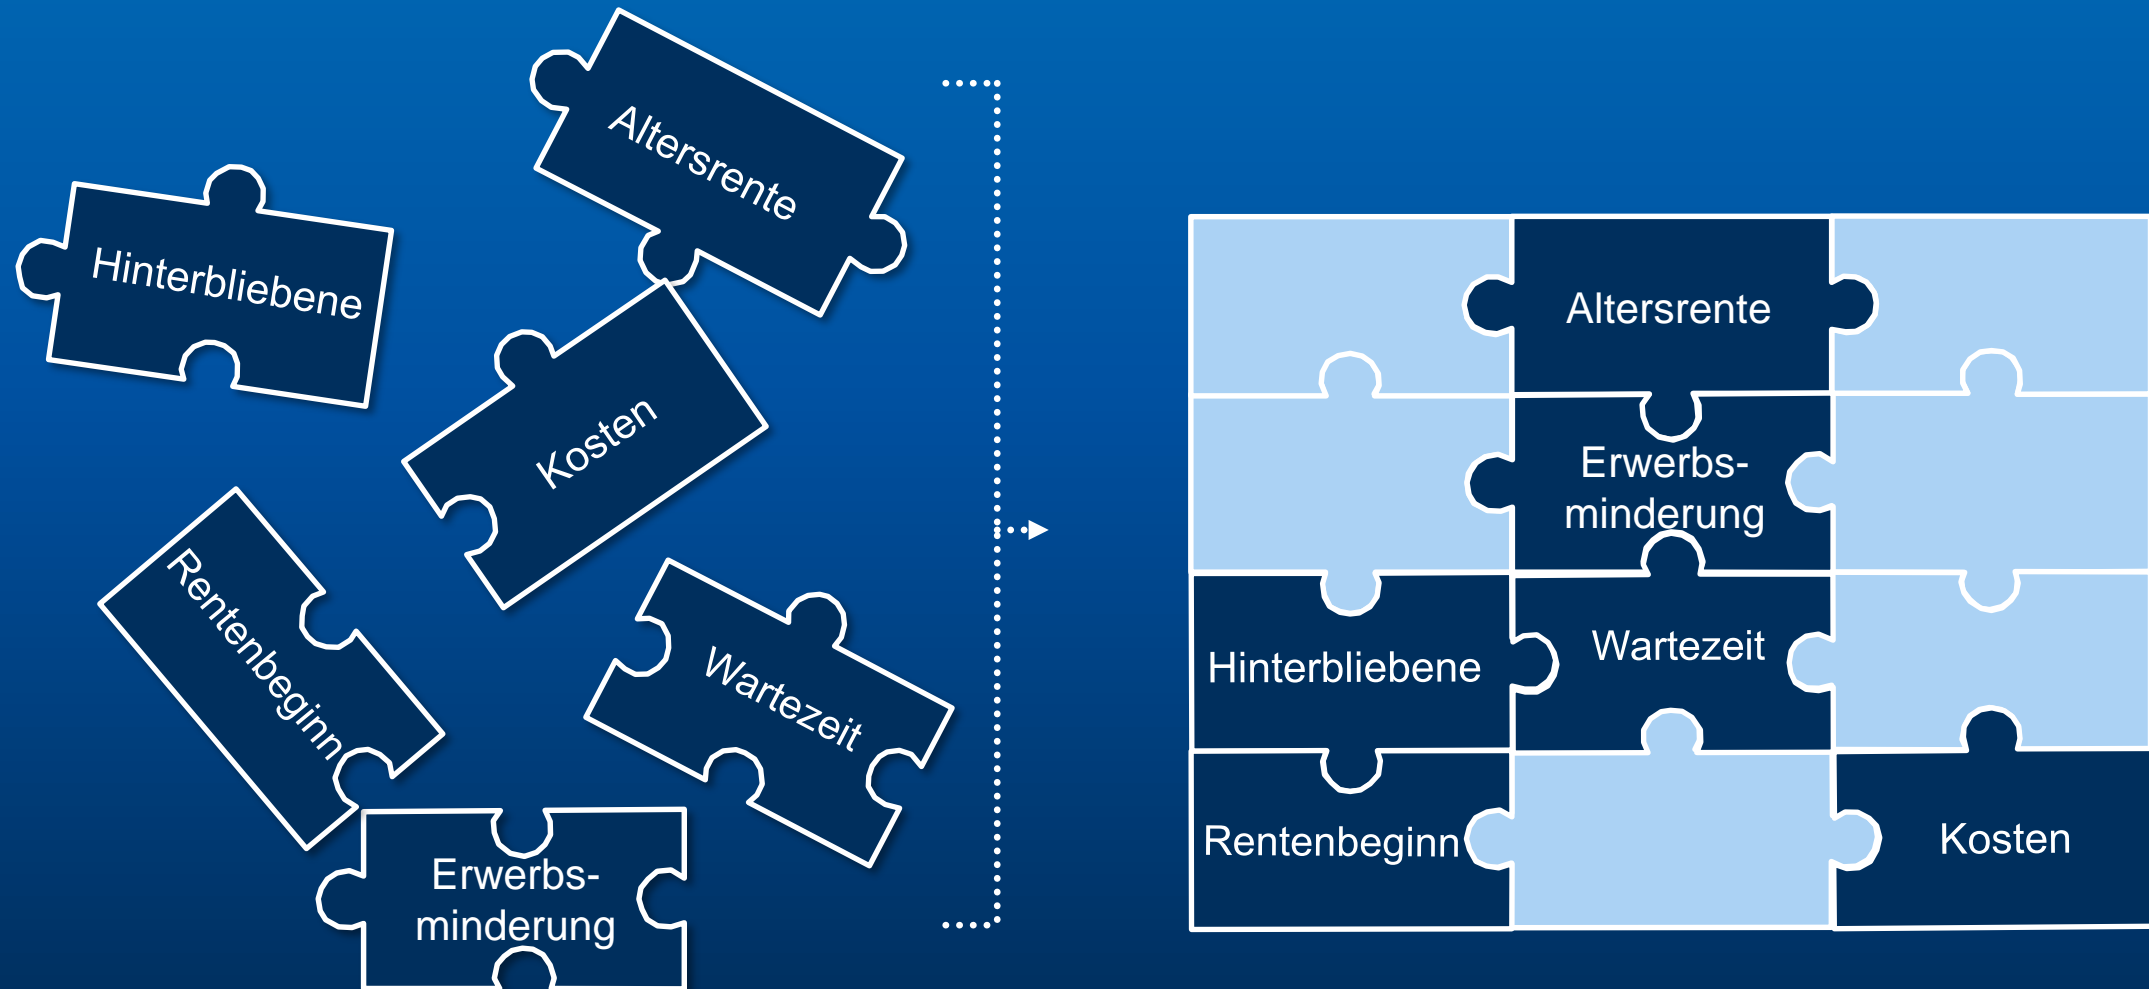 Altersrente
Hinterbliebene
Kosten
Rentenbeginn
Wartezeit
Erwerbs-
minderung
Altersrente
Erwerbs-
minderung
Hinterbliebene
Wartezeit
Rentenbeginn
Kosten